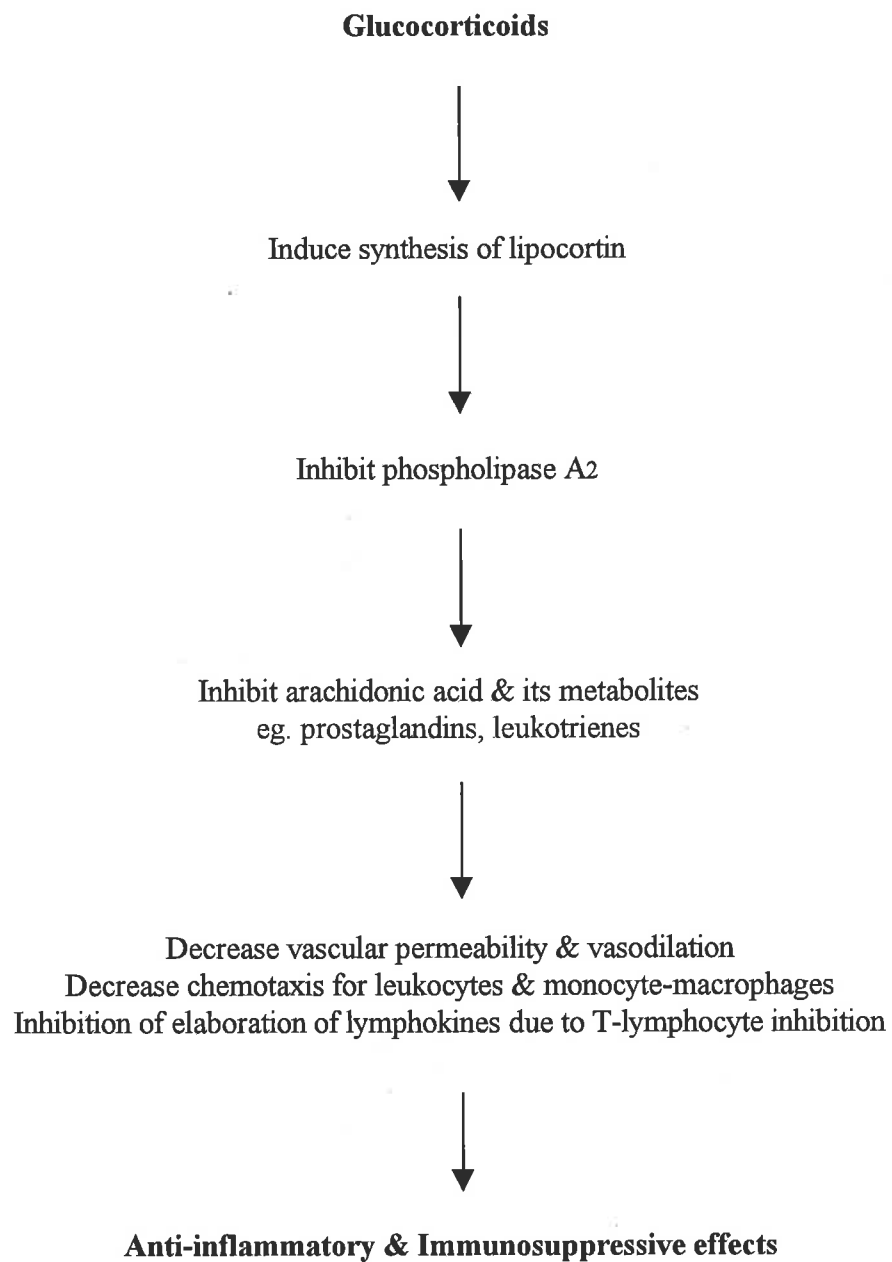 Glucocorticoids
Induce synthesis of lipocortin
Inhibit phospholipase A2
Inhibit arachidonic acid & its metabolites
eg. prostaglandins, leukotrienes
Decrease vascular permeability & vasodilation
Decrease chemotaxis for leukocytes & monocyte-macrophages
Inhibition of elaboration of lymphokines due to T-lymphocyte inhibition
Anti-inflammatory & Immunosuppressive effects